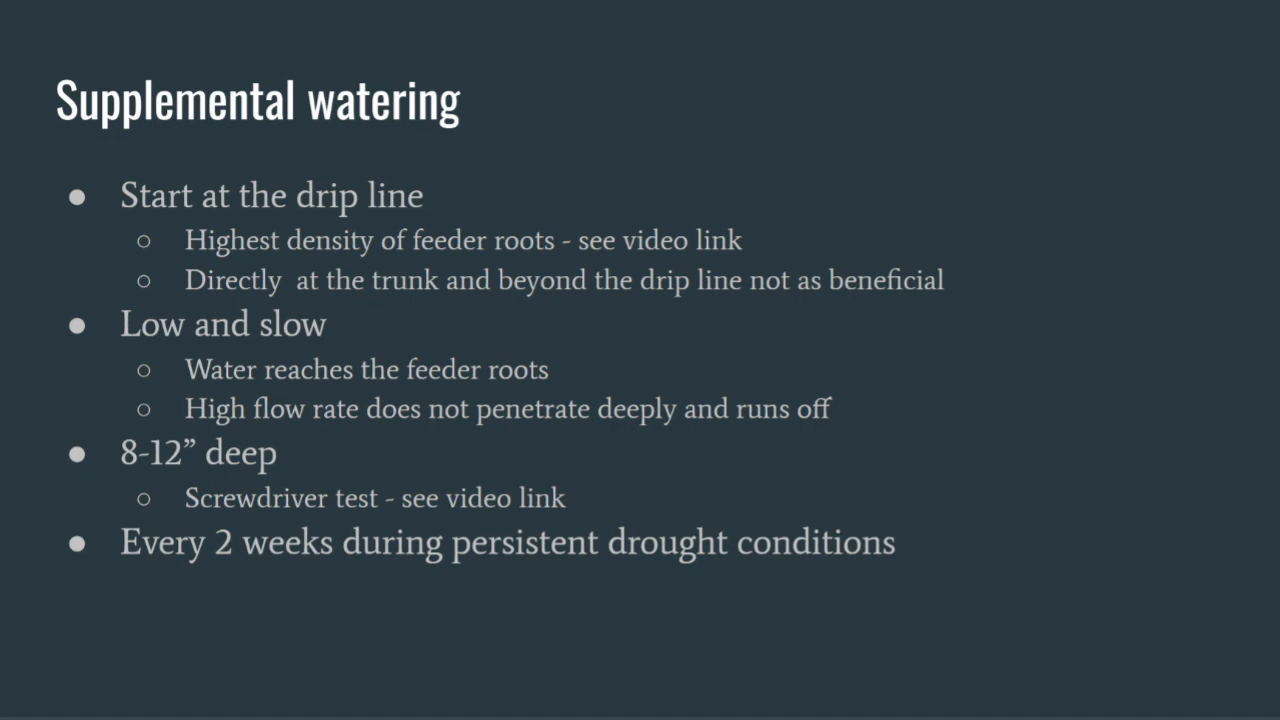 Supplemental watering
● Start at the drip line
○ Highest density of feeder roots - see video link
○ Directly  at the trunk and beyond the drip line not as beneficial
● Low and slow
○ Water reaches the feeder roots
○ High flow rate does not penetrate deeply and runs off
● 8-12” deep
○ Screwdriver test - see video link
● Every 2 weeks during persistent drought conditions